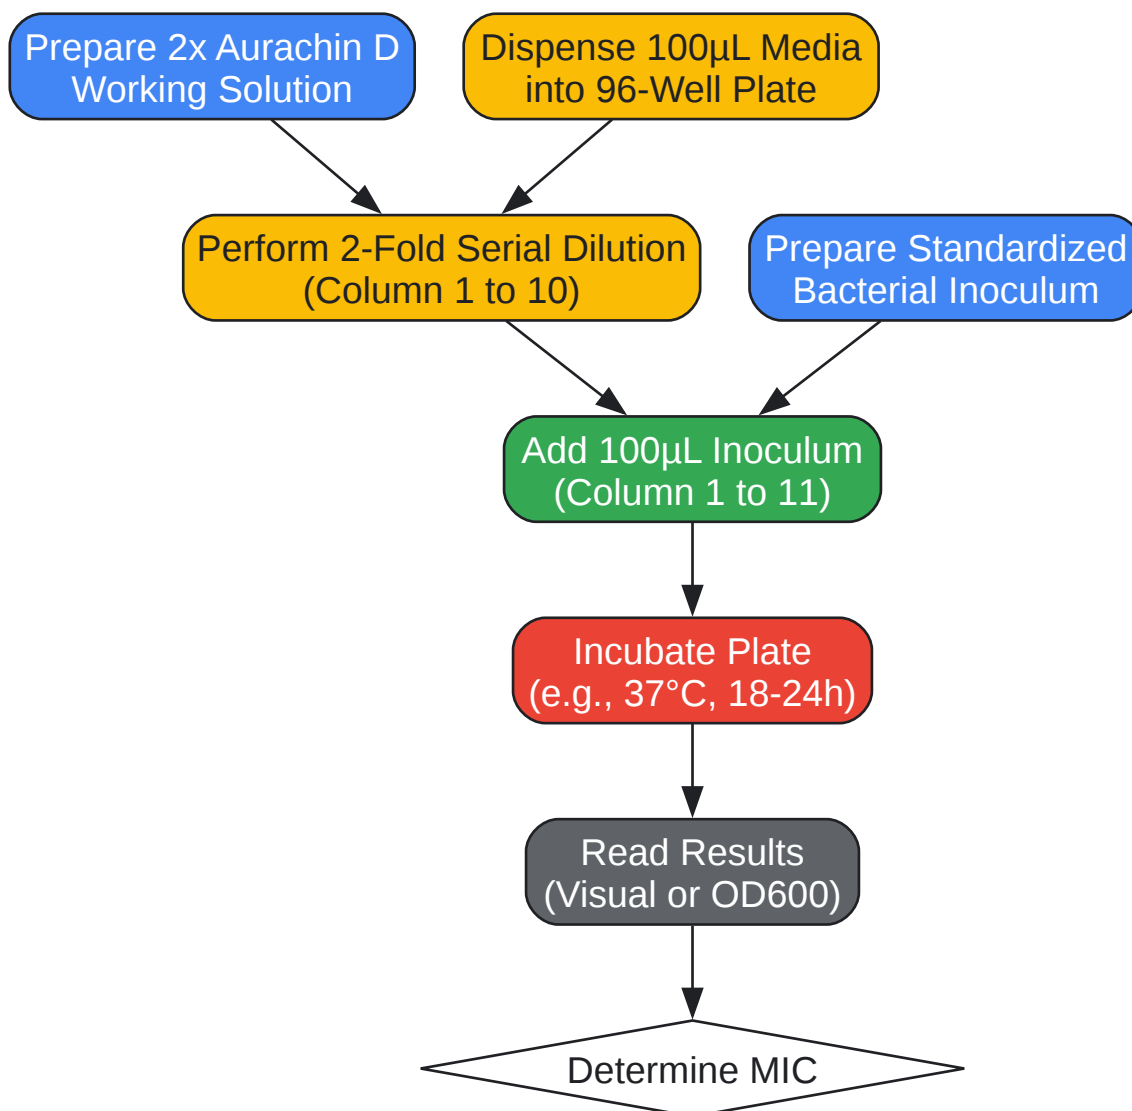 Prepare 2x Aurachin D
Working Solution
Dispense 100µL Media
into 96-Well Plate
Perform 2-Fold Serial Dilution
(Column 1 to 10)
Prepare Standardized
Bacterial Inoculum
Add 100µL Inoculum
(Column 1 to 11)
Incubate Plate
(e.g., 37°C, 18-24h)
Read Results
(Visual or OD600)
Determine MIC